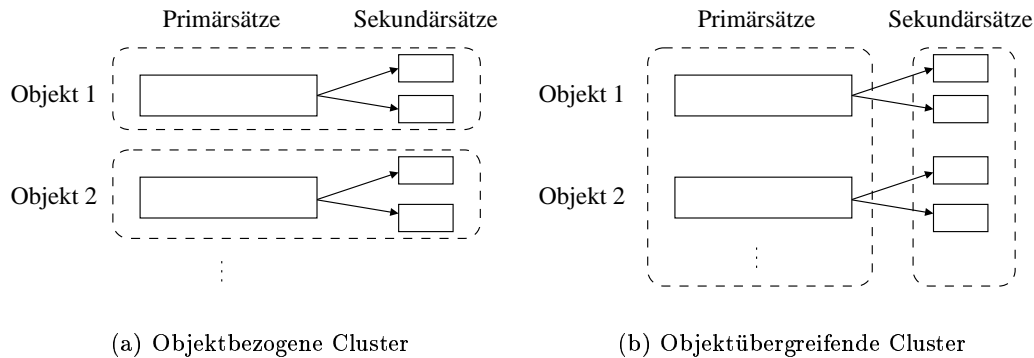 Primärsätze Sekundärsätze
Objekt 1
Objekt 2
(a) Objektbezogene Cluster
Primärsätze Sekundärsätze
Objekt 1
Objekt 2
(b) Objektübergreifende Cluster